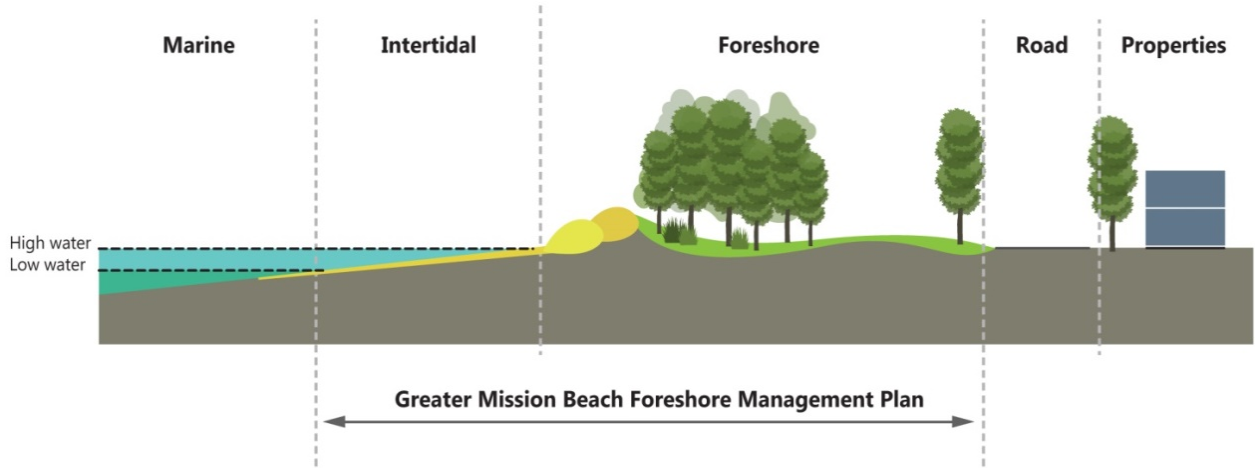 Marine
Intertidal
Foreshore
Road
Properties
High water
Low water
Greater Mission Beach Foreshore Management Plan